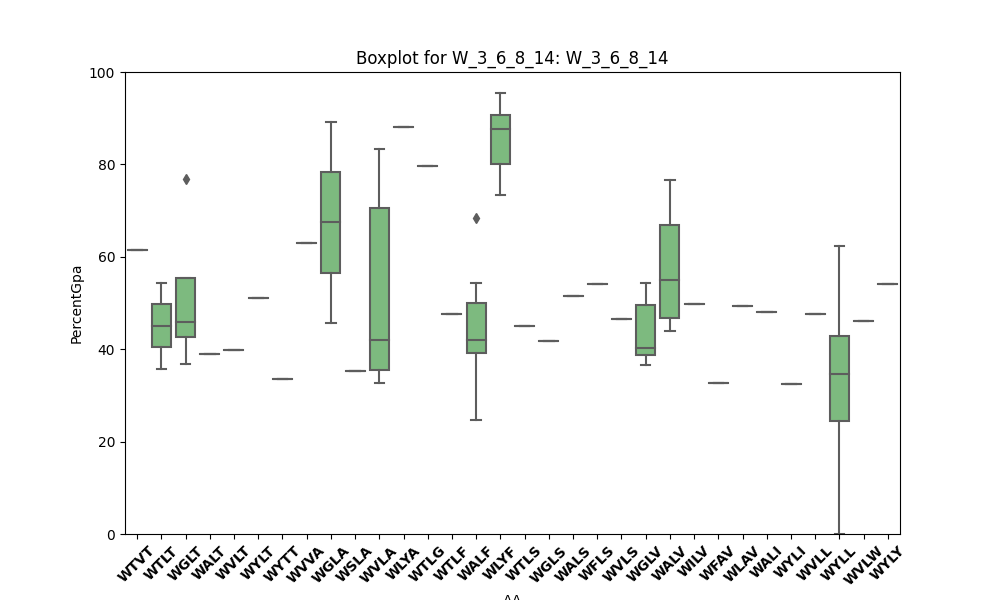 Boxplot for W_3_6_8_14: W_3_6_8_14
100
80
60
40
20
0
PercentGpa
WTVT
WTLT
WGLT
WALT
WVLT
WYLT
WYTT
WVVA
WGLA
WSLA
WVLA
WLYA
WTLG
WTLF
WALF
WLYF
WTLS
WGLS
WALS
WFLS
WVLS
WGLV
WALV
WILV
WFAV
WLAV
WALI
WYLI
WVLL
WYLL
WVLW
WYLY
AA